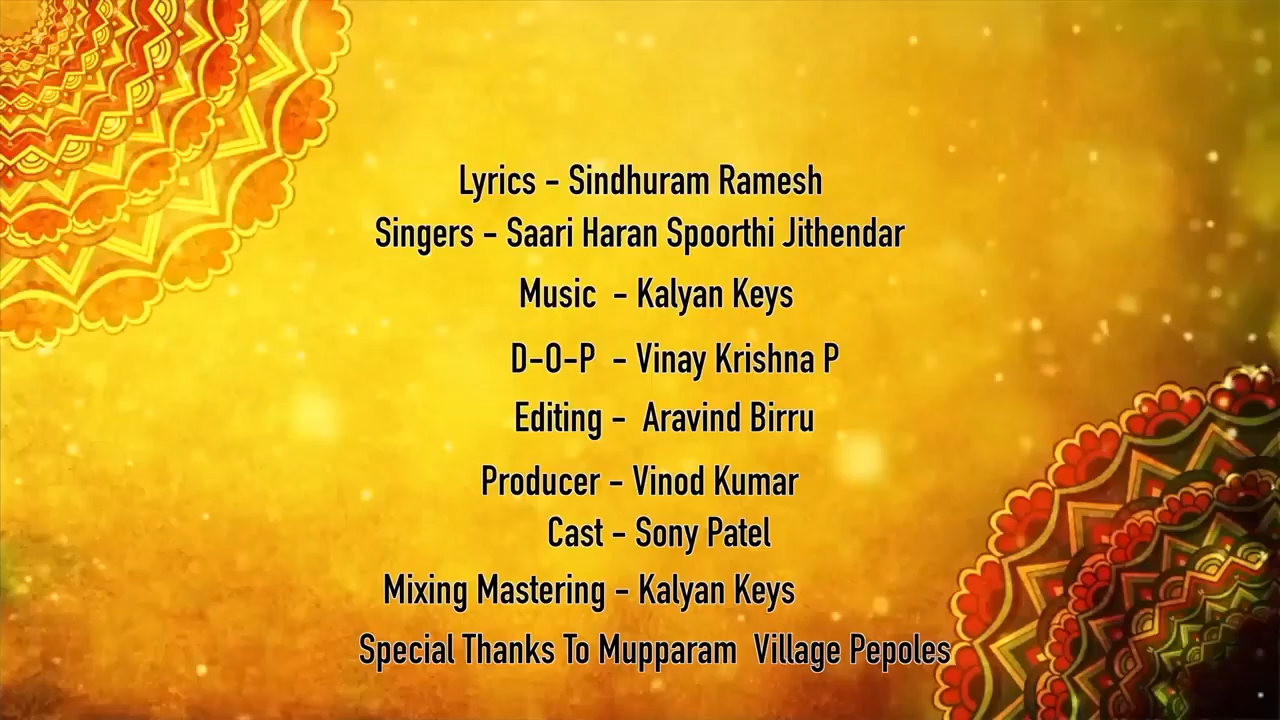 Lyrics - Sindhuram Ramesh
Singers - Saari Haran Spoorthi Jithendar
Music - Kalyan Keys
D-O-P - Vinay Krishna P
Editing - Aravind Birru
Producer - Vinod Kumar
Cast - Sony Patel
Mixing Mastering - Kalyan Keys
Special Thanks To Mupparam Village Pepoles